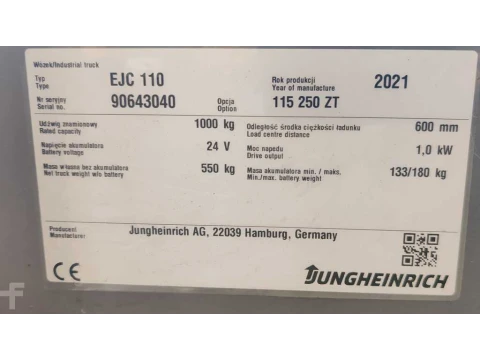 Wózek/Industrial truck
Typ EJC 110 Rok produkcji 2021
Type Year of manufacture
Nr seryjny 90643040 Opcja 115 250 ZT
Serial no. Option
Udźwig znamionowy 1000 kg Odległość środka ciężkości ładunku 600 mm
Rated capacity Load centre distance
Napięcie akumulatora 24 V Moc napędu 1,0 kW
Battery voltage Drive output
Masa własna bez akumulatora 550 kg Masa akumulatora min. / maks. 133/180 kg
Net truck weight w/o battery Max./min. battery weight
Producent Jungheinrich AG, 22039 Hamburg, Germany
Manufacturer
CE JUNGHEINRICH